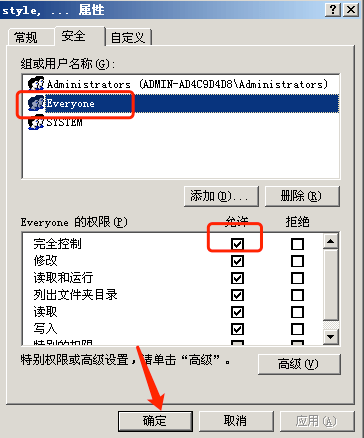 style, ... 属性
常规 安全 自定义
组或用户名称(G):
Administrators (ADMIN-AD4C9D4D8\Administrators)
Everyone
SYSTEM
添加(D)... 删除(R)
Everyone 的权限(P) 允许 拒绝
完全控制
修改
读取和运行
列出文件夹目录
读取
写入
特别的权限
特别权限或高级设置，请单击“高级”。
高级(V)
确定 取消 应用(A)